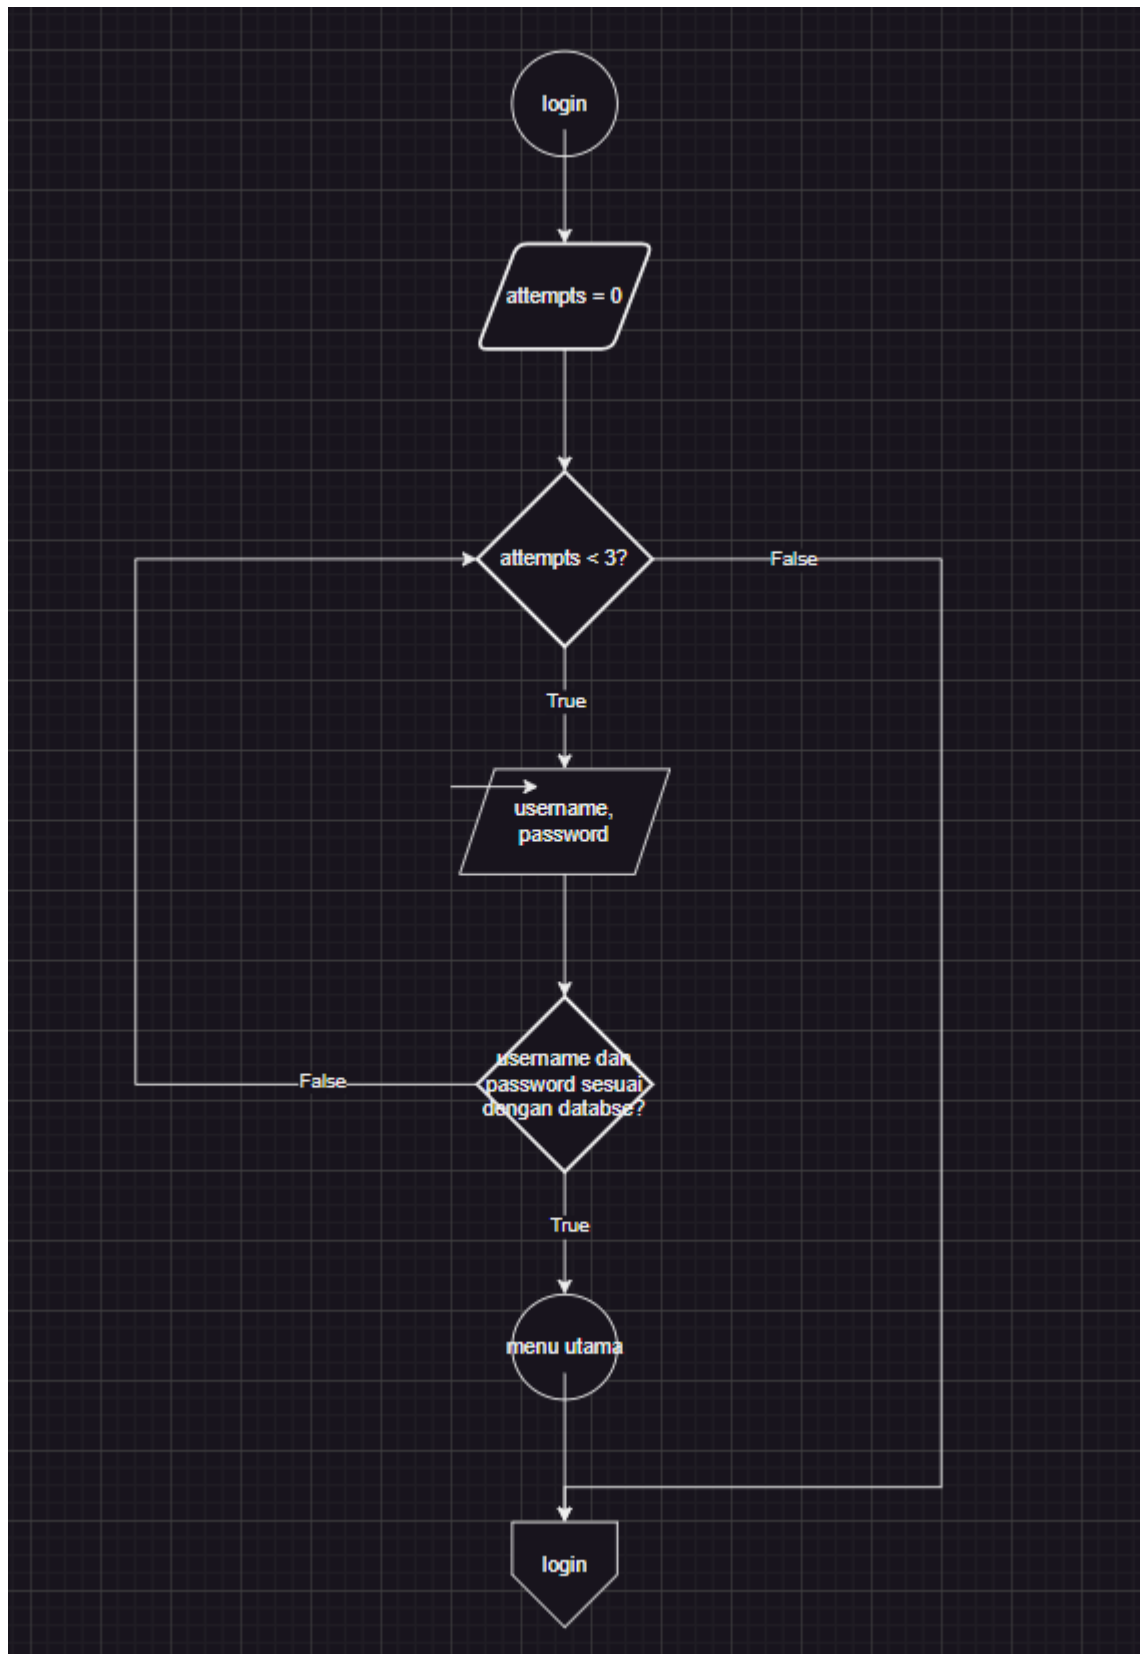 login
attempts = 0
attempts < 3?
False
True
username,
password
username dan
password sesuai
dengan databse?
False
True
menu utama
login